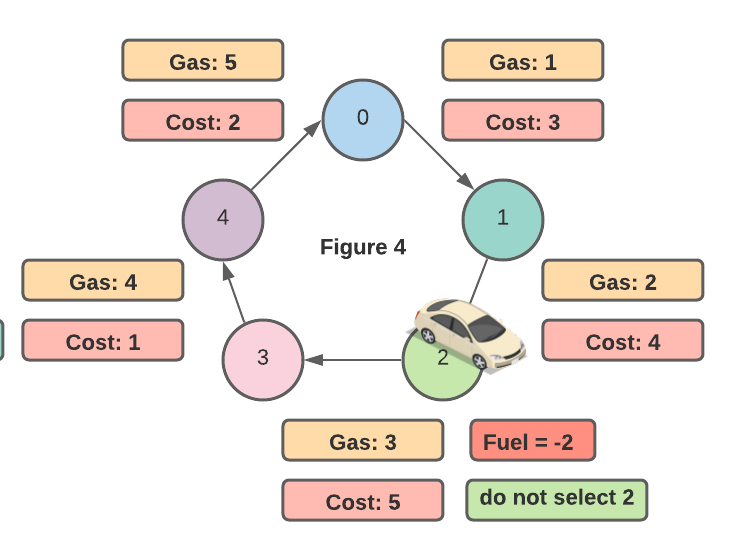 Gas: 5
Gas: 1
Cost: 2
0
Cost: 3
4
1
Figure 4
Gas: 4
Gas: 2
Cost: 1
3
2
Cost: 4
Gas: 3
Fuel = -2
Cost: 5
do not select 2